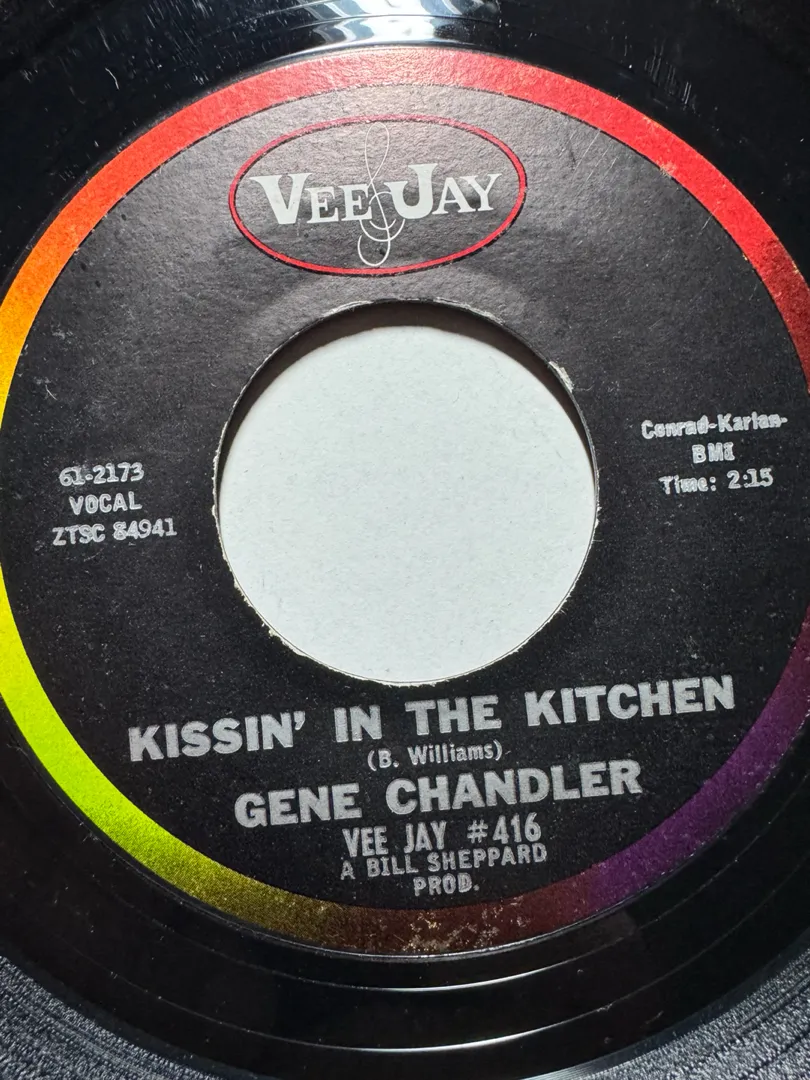 VEE JAY
61-2173
VOCAL
ZTSC 84941
Conrad-Karlan-
BMI
Time: 2:15
KISSIN' IN THE KITCHEN
(B. Williams)
GENE CHANDLER
VEE JAY #416
A BILL SHEPPARD
PROD.